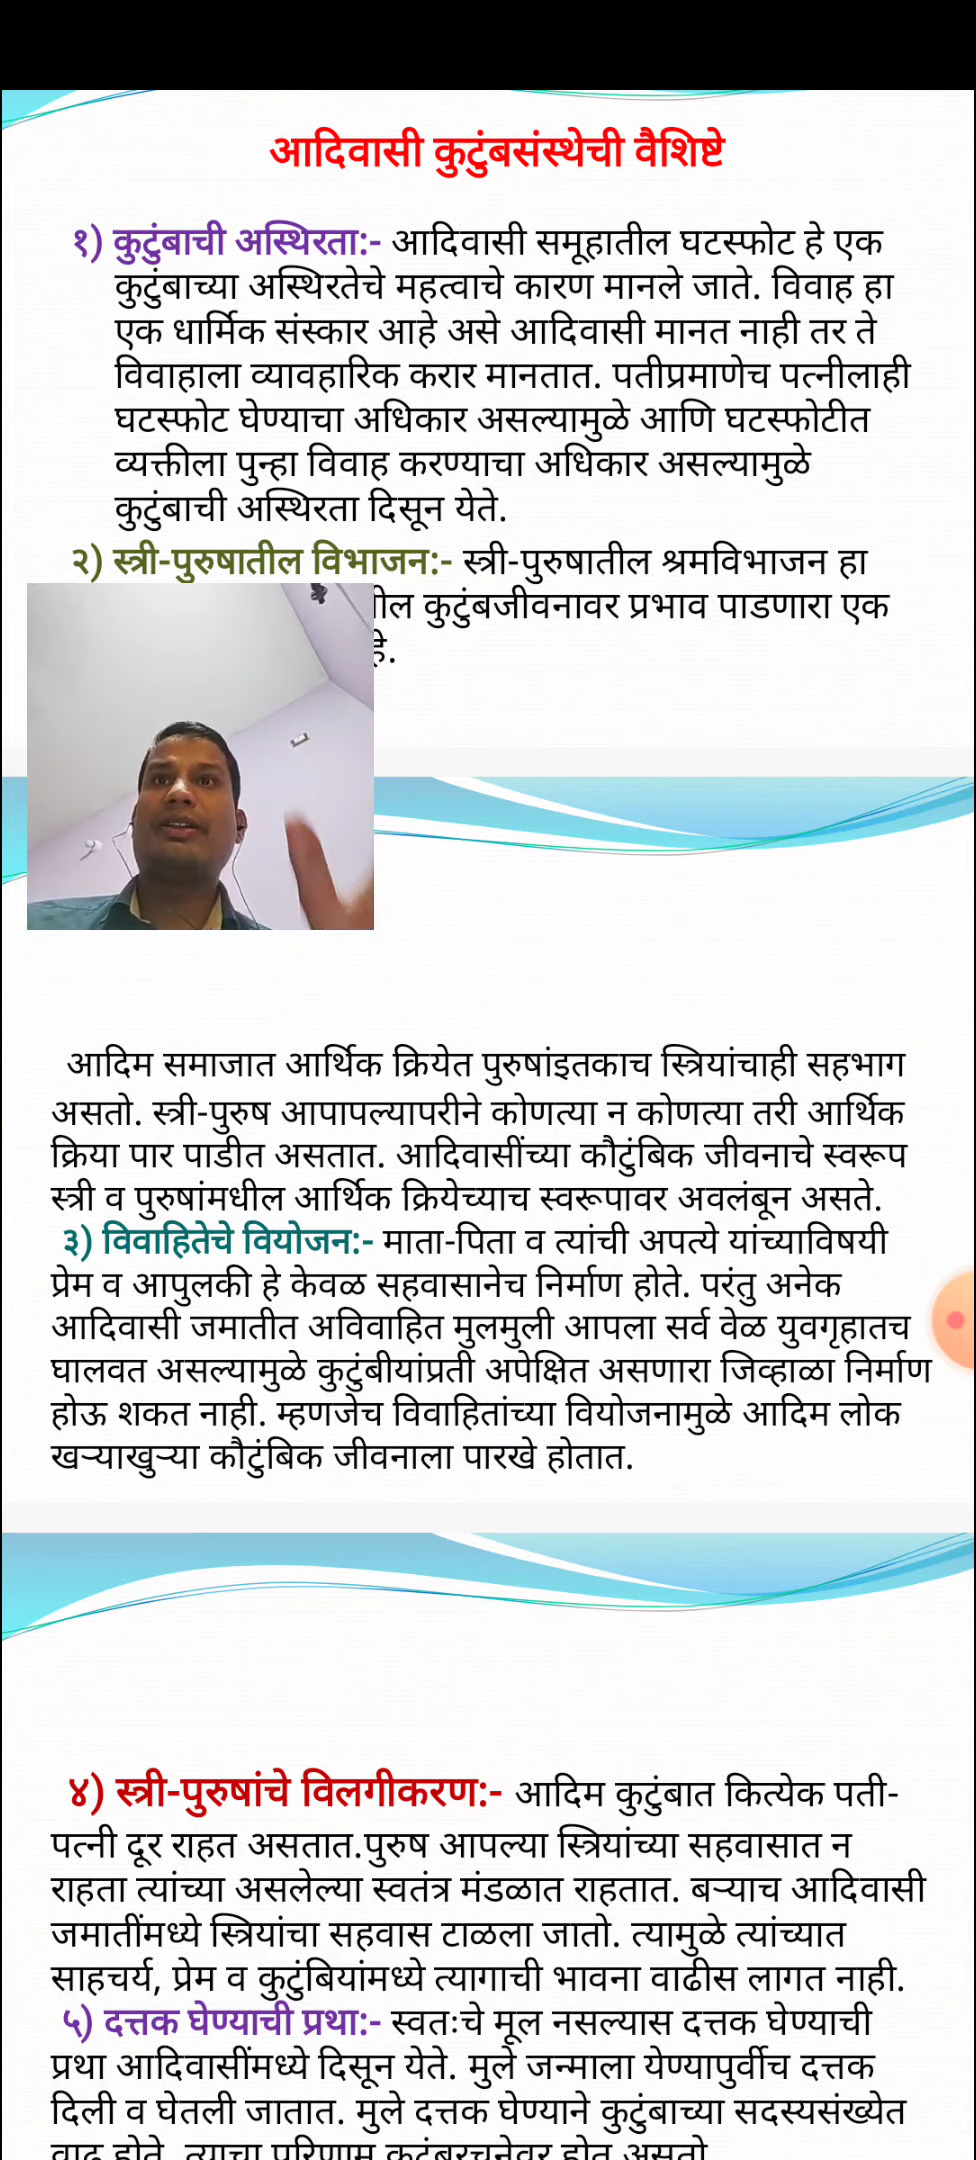 आदिवासी कुटुंबसंस्थेची वैशिष्टे
१) कुटुंबाची अस्थिरता:- आदिवासी समूहातील घटस्फोट हे एक
कुटुंबाच्या अस्थिरतेचे महत्वाचे कारण मानले जाते. विवाह हा
एक धार्मिक संस्कार आहे असे आदिवासी मानत नाही तर ते
विवाहाला व्यावहारिक करार मानतात. पतीप्रमाणेच पत्नीलाही
घटस्फोट घेण्याचा अधिकार असल्यामुळे आणि घटस्फोटीत
व्यक्तीला पुन्हा विवाह करण्याचा अधिकार असल्यामुळे
कुटुंबाची अस्थिरता दिसून येते.
२) स्त्री-पुरुषातील विभाजन:- स्त्री-पुरुषातील श्रमविभाजन हा
कुटुंबजीवनावर प्रभाव पाडणारा एक
आदिम समाजात आर्थिक क्रियेत पुरुषांइतकाच स्त्रियांचाही सहभाग
असतो. स्त्री-पुरुष आपापल्यापरीने कोणत्या न कोणत्या तरी आर्थिक
क्रिया पार पाडीत असतात. आदिवासींच्या कौटुंबिक जीवनाचे स्वरूप
स्त्री व पुरुषांमधील आर्थिक क्रियेच्याच स्वरूपावर अवलंबून असते.
३) विवाहितेचे वियोजन:- माता-पिता व त्यांची अपत्ये यांच्याविषयी
प्रेम व आपुलकी हे केवळ सहवासानेच निर्माण होते. परंतु अनेक
आदिवासी जमातीत अविवाहित मुलमुली आपला सर्व वेळ युवगृहातच
घालवत असल्यामुळे कुटुंबीयांप्रती अपेक्षित असणारा जिव्हाळा निर्माण
होऊ शकत नाही. म्हणजेच विवाहितांच्या वियोजनामुळे आदिम लोक
खऱ्याखुऱ्या कौटुंबिक जीवनाला पारखे होतात.
४) स्त्री-पुरुषांचे विलगीकरण:- आदिम कुटुंबात कित्येक पती-
पत्नी दूर राहत असतात.पुरुष आपल्या स्त्रियांच्या सहवासात न
राहता त्यांच्या असलेल्या स्वतंत्र मंडळात राहतात. बऱ्याच आदिवासी
जमातींमध्ये स्त्रियांचा सहवास टाळला जातो. त्यामुळे त्यांच्यात
साहचर्य, प्रेम व कुटुंबियांमध्ये त्यागाची भावना वाढीस लागत नाही.
५) दत्तक घेण्याची प्रथा:- स्वतःचे मूल नसल्यास दत्तक घेण्याची
प्रथा आदिवासींमध्ये दिसून येते. मुले जन्माला येण्यापुर्वीच दत्तक
दिली व घेतली जातात. मुले दत्तक घेण्याने कुटुंबाच्या सदस्यसंख्येत
वाढ होते. त्याचा परिणाम कुटुंबरचनेवर होत असतो